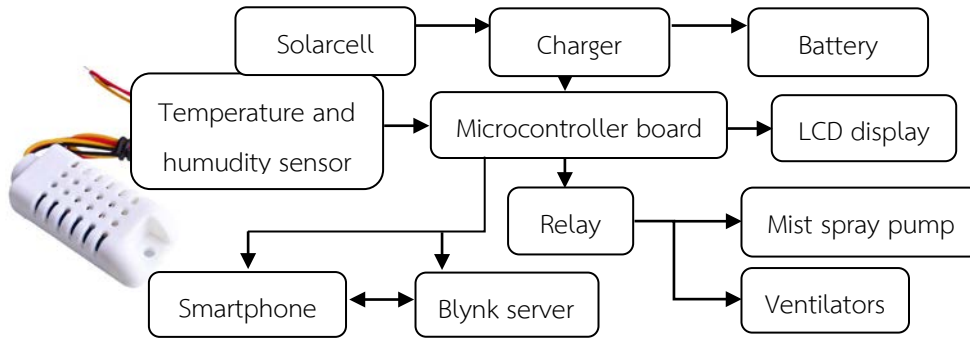 Solarcell
Charger
Battery
Temperature and
humudity sensor
Microcontroller board
LCD display
Relay
Mist spray pump
Smartphone
Blynk server
Ventilators